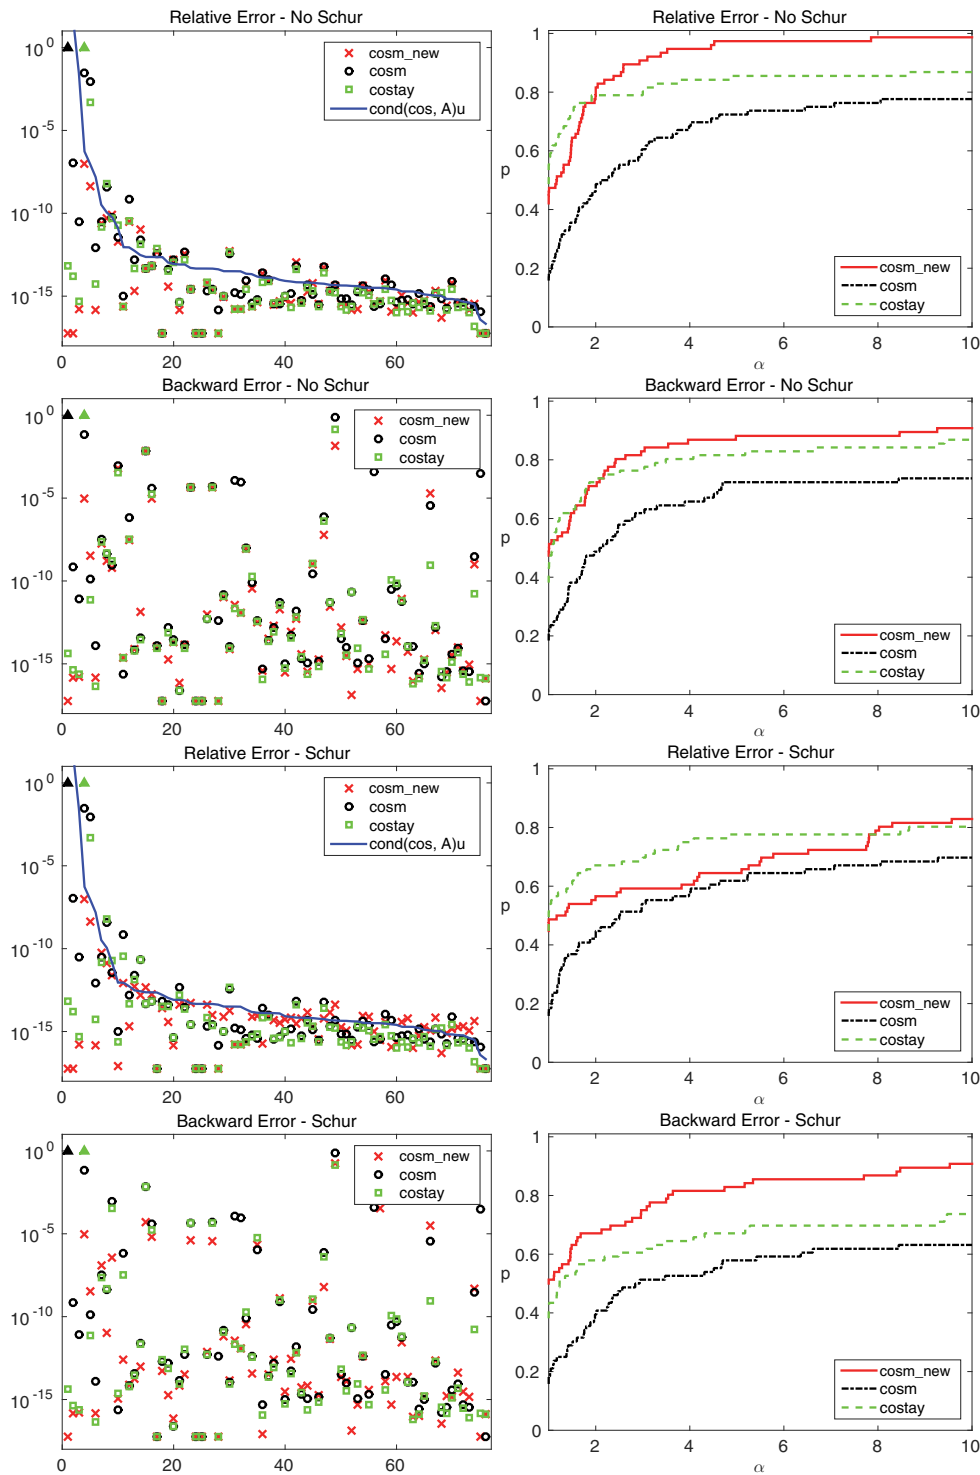 Relative Error - No Schur
10^0
10^-5
10^-10
10^-15
0 20 40 60
cosm_new
cosm
costay
cond(cos, A)u
Relative Error - No Schur
1
0.8
p
0.6
0.4
0.2
0
2 4 6 8 10
α
cosm_new
cosm
costay
Backward Error - No Schur
10^0
10^-5
10^-10
10^-15
0 20 40 60
cosm_new
cosm
costay
Backward Error - No Schur
1
0.8
p
0.6
0.4
0.2
0
2 4 6 8 10
α
cosm_new
cosm
costay
Relative Error - Schur
10^0
10^-5
10^-10
10^-15
0 20 40 60
cosm_new
cosm
costay
cond(cos, A)u
Relative Error - Schur
1
0.8
p
0.6
0.4
0.2
0
2 4 6 8 10
α
cosm_new
cosm
costay
Backward Error - Schur
10^0
10^-5
10^-10
10^-15
0 20 40 60
cosm_new
cosm
costay
Backward Error - Schur
1
0.8
p
0.6
0.4
0.2
0
2 4 6 8 10
α
cosm_new
cosm
costay